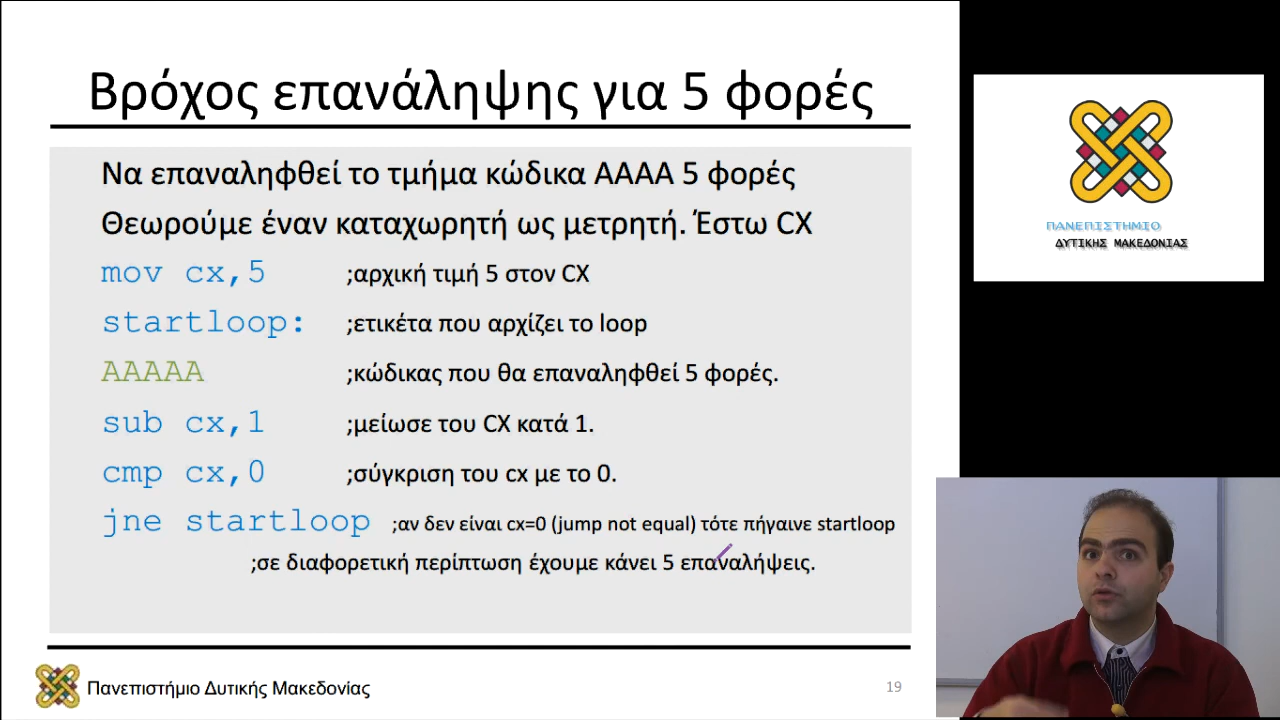 Βρόχος επανάληψης για 5 φορές
Να επαναληφθεί το τμήμα κώδικα ΑΑΑΑ 5 φορές
Θεωρούμε έναν καταχωρητή ως μετρητή. Έστω CX
mov cx,5 ;αρχική τιμή 5 στον CX
startloop: ;ετικέτα που αρχίζει το loop
AAAAA ;κώδικας που θα επαναληφθεί 5 φορές.
sub cx,1 ;μείωσε του CX κατά 1.
cmp cx,0 ;σύγκριση του cx με το 0.
jne startloop ;αν δεν είναι cx=0 (jump not equal) τότε πήγαινε startloop
;σε διαφορετική περίπτωση έχουμε κάνει 5 επαναλήψεις.
Πανεπιστήμιο Δυτικής Μακεδονίας
19
ΠΑΝΕΠΙΣΤΗΜΙΟ
ΔΥΤΙΚΗΣ ΜΑΚΕΔΟΝΙΑΣ